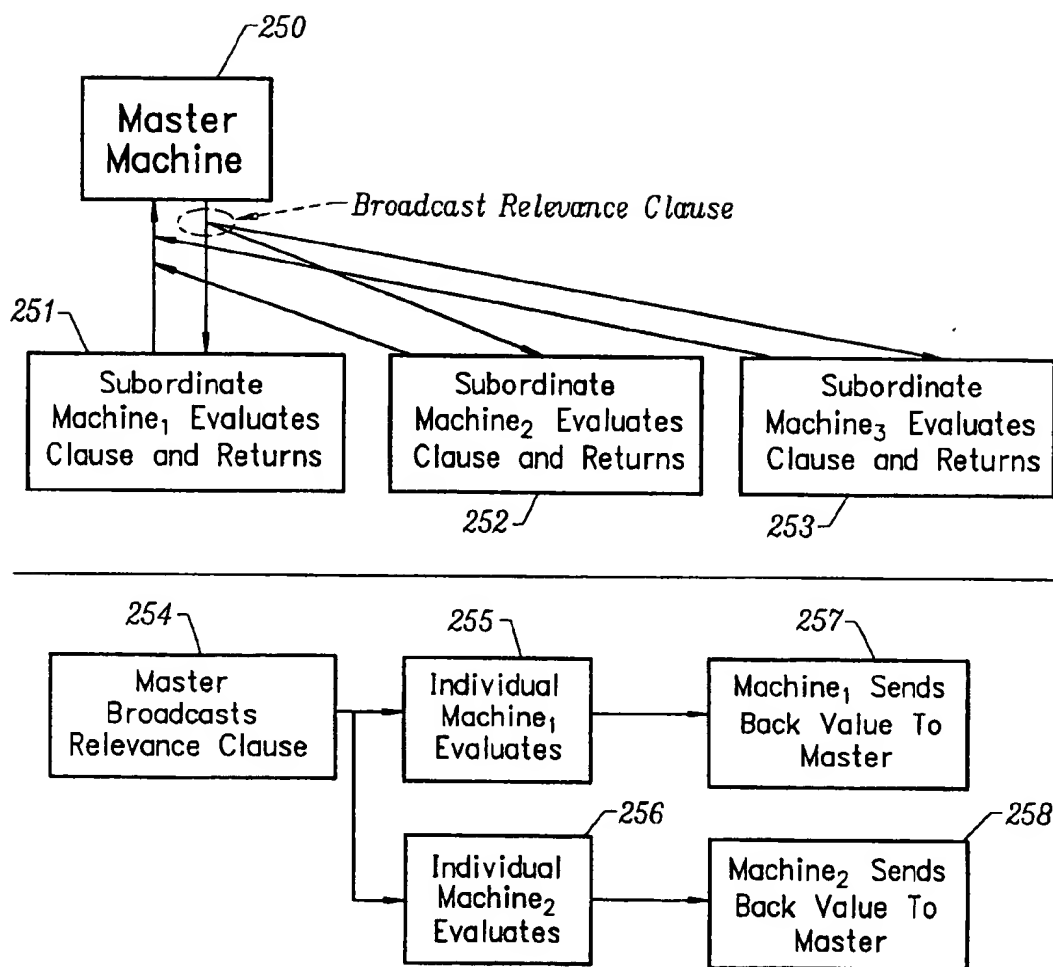 250
Master
Machine
Broadcast Relevance Clause
251
Subordinate
Machine₁ Evaluates
Clause and Returns
Subordinate
Machine₂ Evaluates
Clause and Returns
252
Subordinate
Machine₃ Evaluates
Clause and Returns
253
254
Master
Broadcasts
Relevance Clause
255
Individual
Machine₁
Evaluates
257
Machine₁ Sends
Back Value To
Master
256
Individual
Machine₂
Evaluates
258
Machine₂ Sends
Back Value To
Master